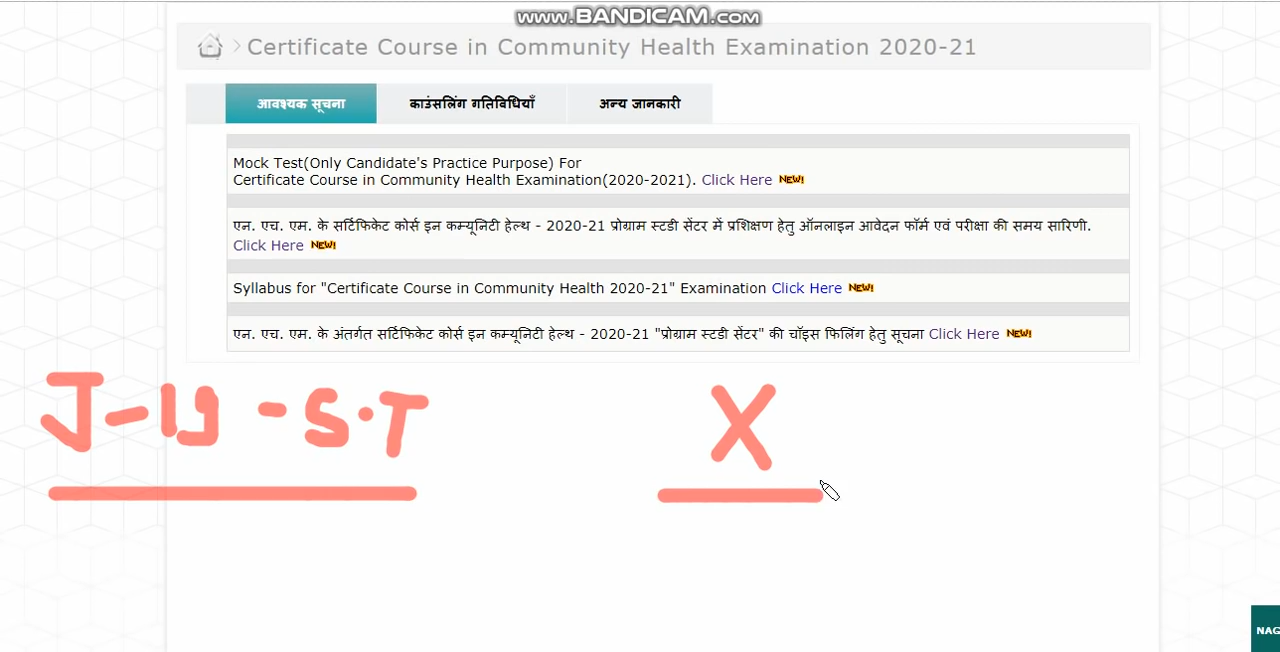 www.BANDICAM.com
Certificate Course in Community Health Examination 2020-21
आवश्यक सूचना काउंसलिंग गतिविधियाँ अन्य जानकारी
Mock Test(Only Candidate's Practice Purpose) For
Certificate Course in Community Health Examination(2020-2021). Click Here NEW!
एन. एच. एम. के सर्टिफिकेट कोर्स इन कम्यूनिटी हेल्थ - 2020-21 प्रोग्राम स्टडी सेंटर में प्रशिक्षण हेतु ऑनलाइन आवेदन फॉर्म एवं परीक्षा की समय सारिणी.
Click Here NEW!
Syllabus for "Certificate Course in Community Health 2020-21" Examination Click Here NEW!
एन. एच. एम. के अंतर्गत सर्टिफिकेट कोर्स इन कम्यूनिटी हेल्थ - 2020-21 "प्रोग्राम स्टडी सेंटर" की चॉइस फिलिंग हेतु सूचना Click Here NEW!
S.T X
NAG